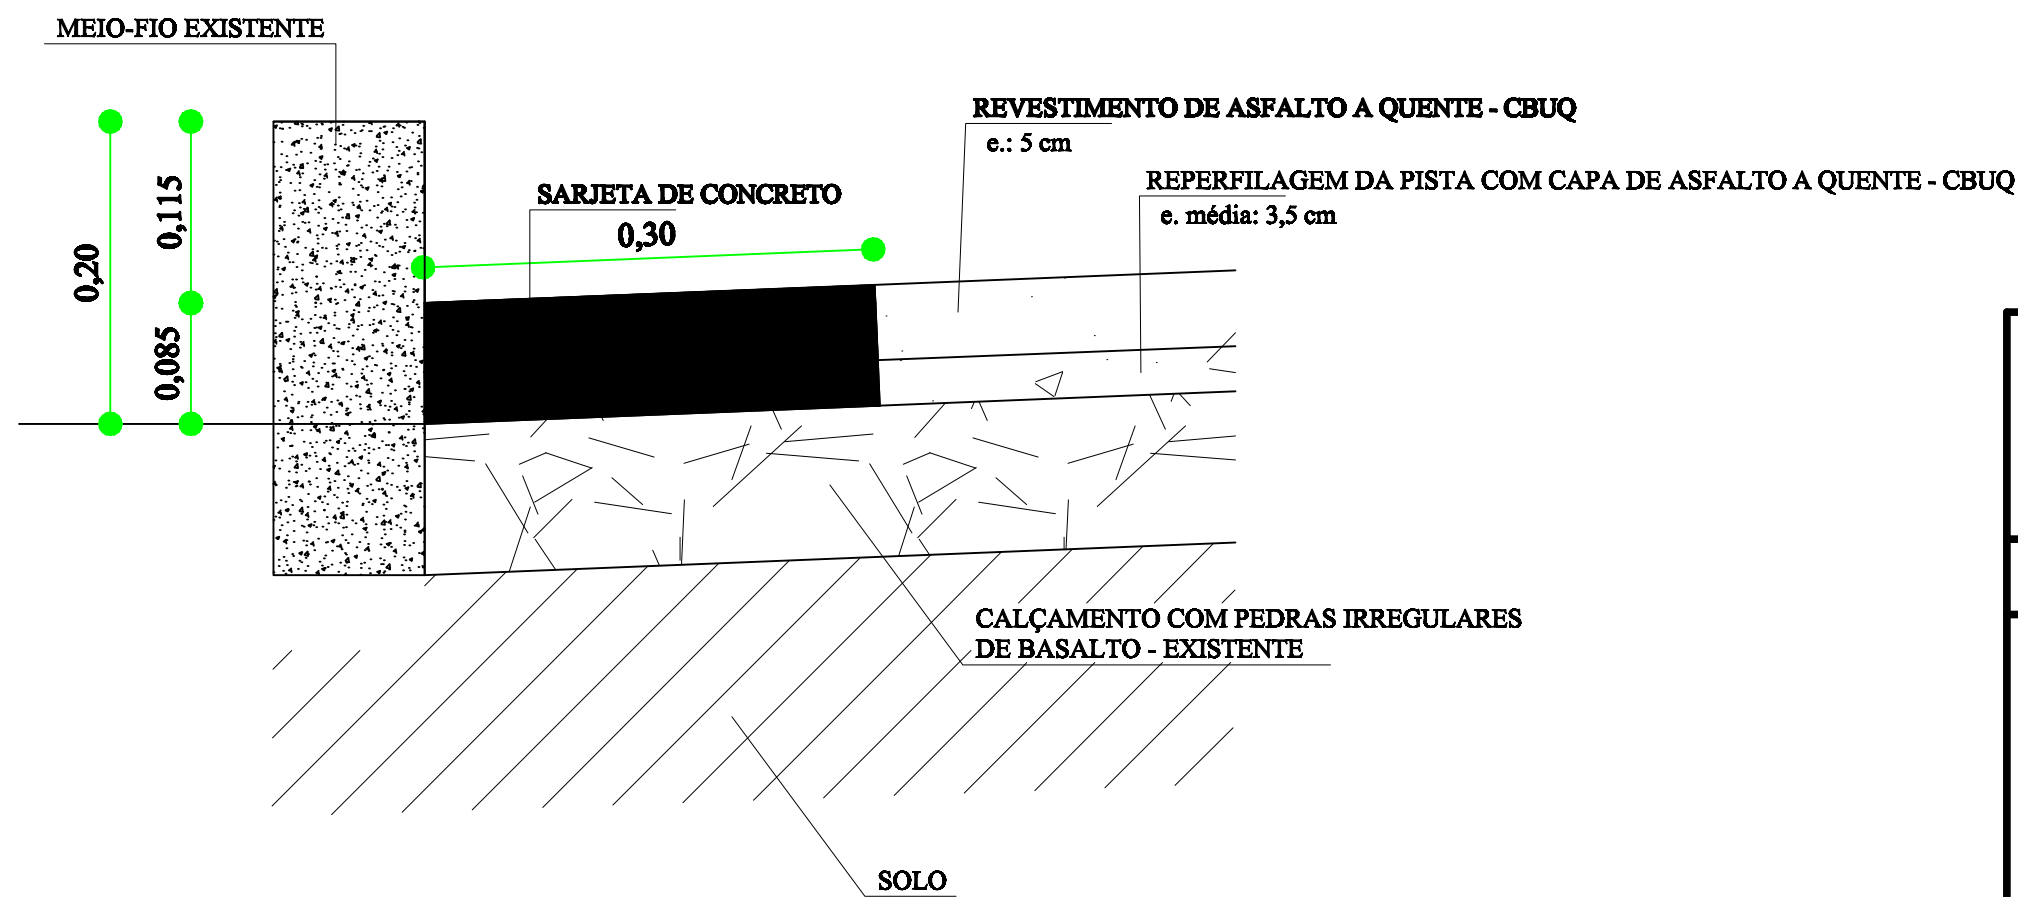 MEIO-FIO EXISTENTE
REVESTIMENTO DE ASFALTO A QUENTE - CBUQ
e.: 5 cm
REPERFILAGEM DA PISTA COM CAPA DE ASFALTO A QUENTE - CBUQ
e. média: 3,5 cm
SARJETA DE CONCRETO
0,30
0,115
0,20
0,085
CALÇAMENTO COM PEDRAS IRREGULARES
DE BASALTO - EXISTENTE
SOLO